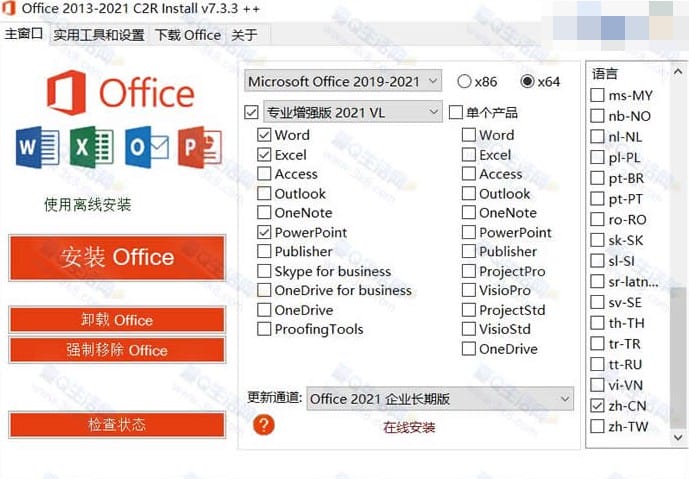 Office 2013-2021 C2R Install v7.3.3 ++
主窗口 实用工具和设置 下载 Office 关于
Office
W X O P
使用离线安装
安装 Office
卸载 Office
强制移除 Office
检查状态
Microsoft Office 2019-2021 x86 x64
专业增强版 2021 VL 单个产品
Word Word
Excel Excel
Access Access
Outlook Outlook
OneNote OneNote
PowerPoint PowerPoint
Publisher Publisher
Skype for business ProjectPro
OneDrive for business VisioPro
OneDrive ProjectStd
ProofingTools VisioStd
OneDrive
更新通道: Office 2021 企业长期版
? 在线安装
语言
ms-MY
nb-NO
nl-NL
pl-PL
pt-BR
pt-PT
ro-RO
sk-SK
sl-SI
sr-latn...
sv-SE
th-TH
tr-TR
tt-RU
vi-VN
zh-CN
zh-TW